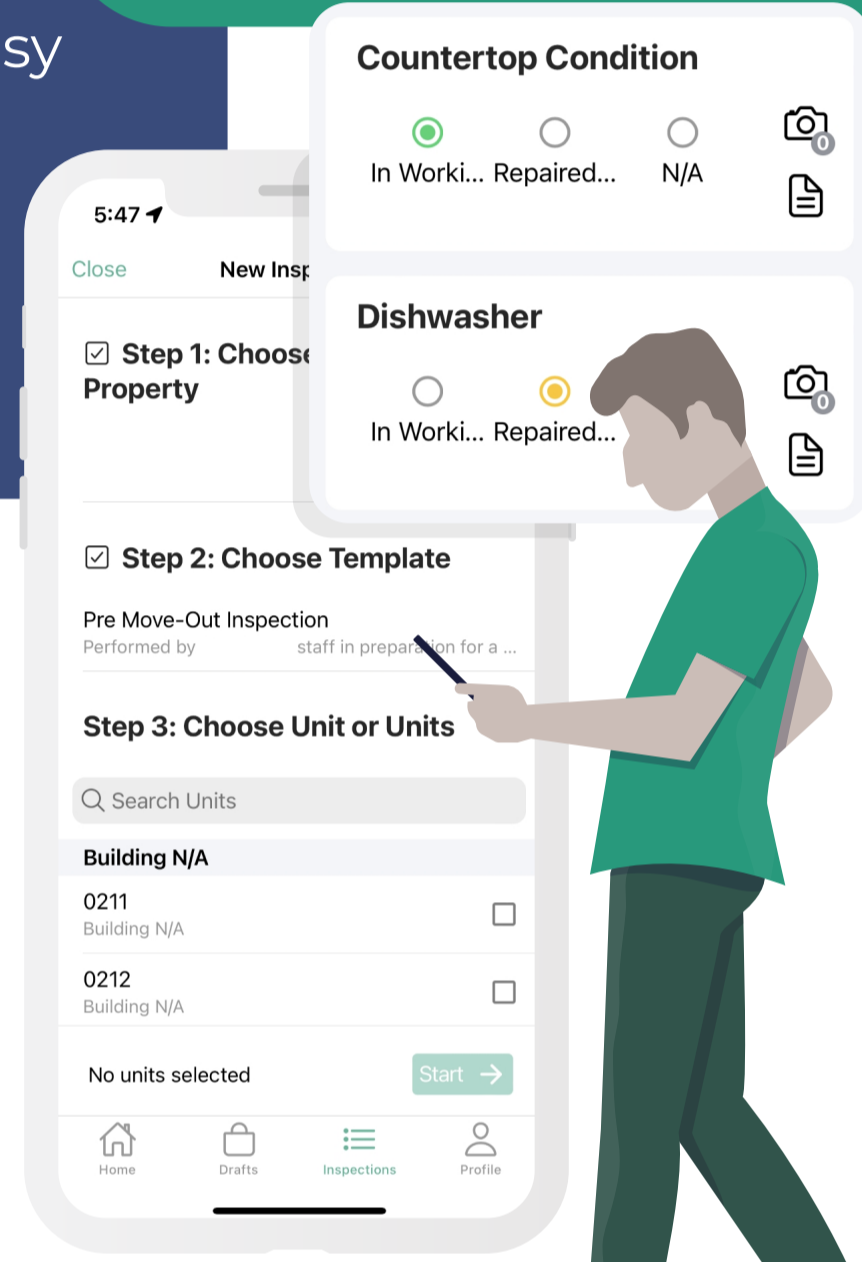 sy
Countertop Condition
In Worki... Repaired... N/A
0
Dishwasher
In Worki... Repaired...
0
5:47
Close
New Insp
Step 1: Choose
Property
Step 2: Choose Template
Pre Move-Out Inspection
Performed by staff in preparation for a ...
Step 3: Choose Unit or Units
Search Units
Building N/A
0211
Building N/A
0212
Building N/A
No units selected
Start
Home Drafts Inspections Profile